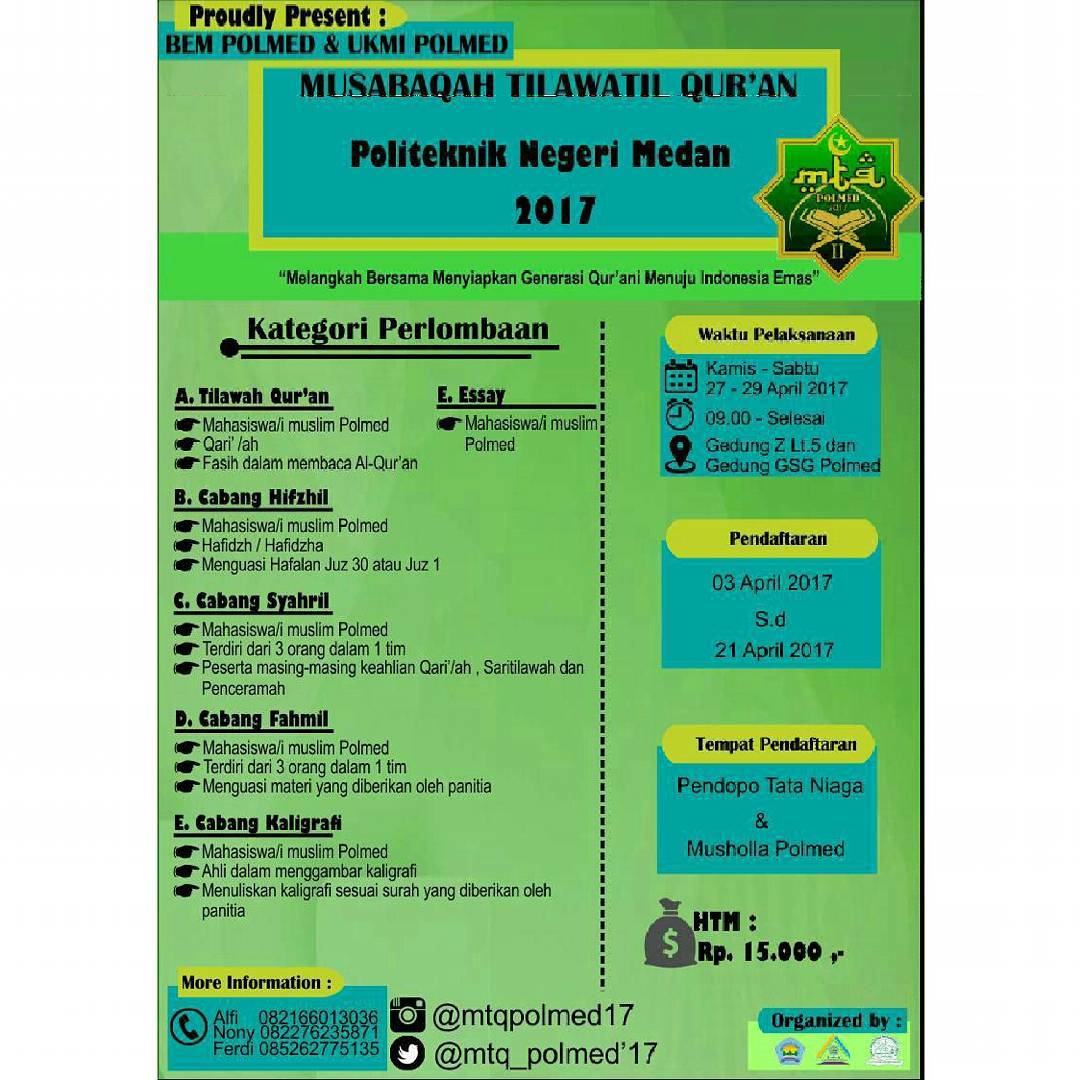 Proudly Present :
BEM POLMED & UKMI POLMED
MUSABAQAH TILAWATIL QUR'AN
Politeknik Negeri Medan
2017
mtq
POLMED
2017
II
“Melangkah Bersama Menyiapkan Generasi Qur'ani Menuju Indonesia Emas”
Kategori Perlombaan
A. Tilawah Qur'an
Mahasiswa/i muslim Polmed
Qari' /ah
Fasih dalam membaca Al-Qur'an
B. Cabang Hifzhil
Mahasiswa/i muslim Polmed
Hafidzh / Hafidzha
Menguasi Hafalan Juz 30 atau Juz 1
C. Cabang Syahril
Mahasiswa/i muslim Polmed
Terdiri dari 3 orang dalam 1 tim
Peserta masing-masing keahlian Qari'/ah , Saritilawah dan
Penceramah
D. Cabang Fahmil
Mahasiswa/i muslim Polmed
Terdiri dari 3 orang dalam 1 tim
Menguasi materi yang diberikan oleh panitia
E. Cabang Kaligrafi
Mahasiswa/i muslim Polmed
Ahli dalam menggambar kaligrafi
Menuliskan kaligrafi sesuai surah yang diberikan oleh
panitia
E. Essay
Mahasiswa/i muslim
Polmed
Waktu Pelaksanaan
Kamis - Sabtu
27 - 29 April 2017
09.00 - Selesai
Gedung Z Lt.5 dan
Gedung GSG Polmed
Pendaftaran
03 April 2017
S.d
21 April 2017
Tempat Pendaftaran
Pendopo Tata Niaga
&
Musholla Polmed
$
HTM :
Rp. 15.000 ,-
More Information :
Alfi 082166013036
Nony 082276235871
Ferdi 085262775135
@mtqpolmed17
@mtq_polmed'17
Organized by :